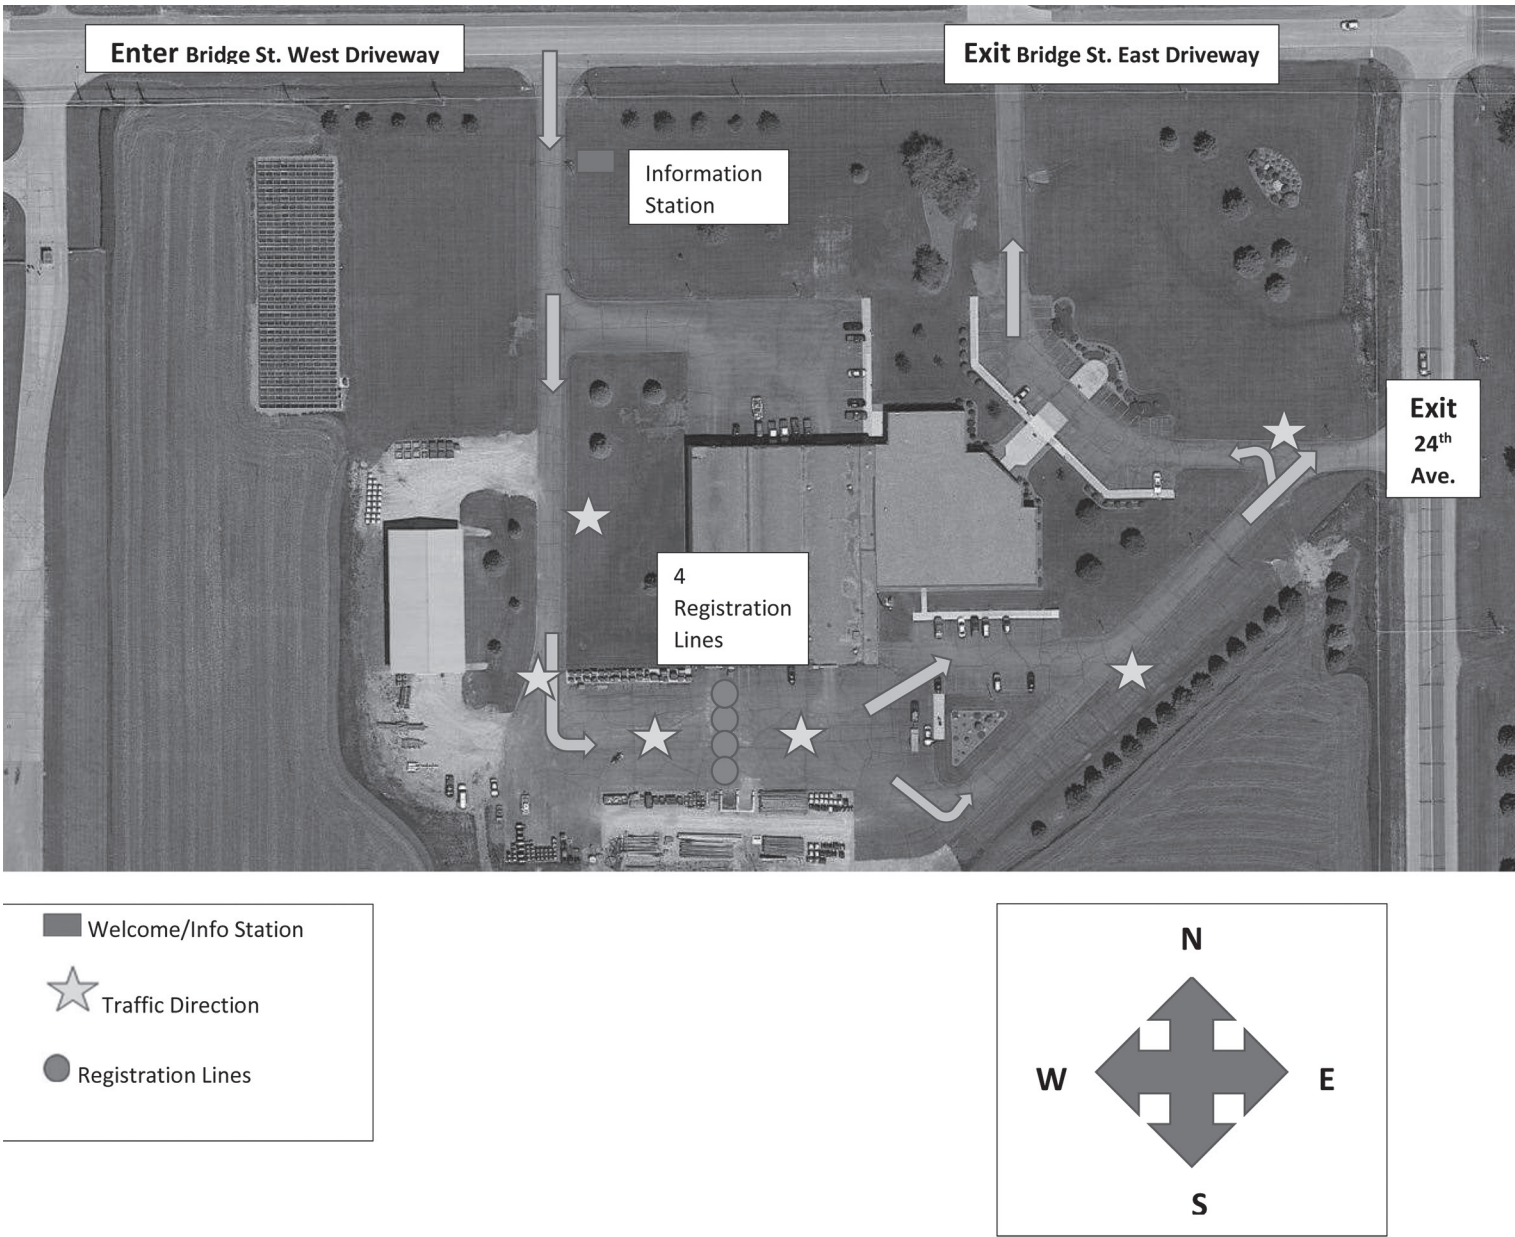 Enter Bridge St. West Driveway
Exit Bridge St. East Driveway
Information
Station
Exit
24th
Ave.
4
Registration
Lines
Welcome/Info Station
Traffic Direction
Registration Lines
N
W
E
S